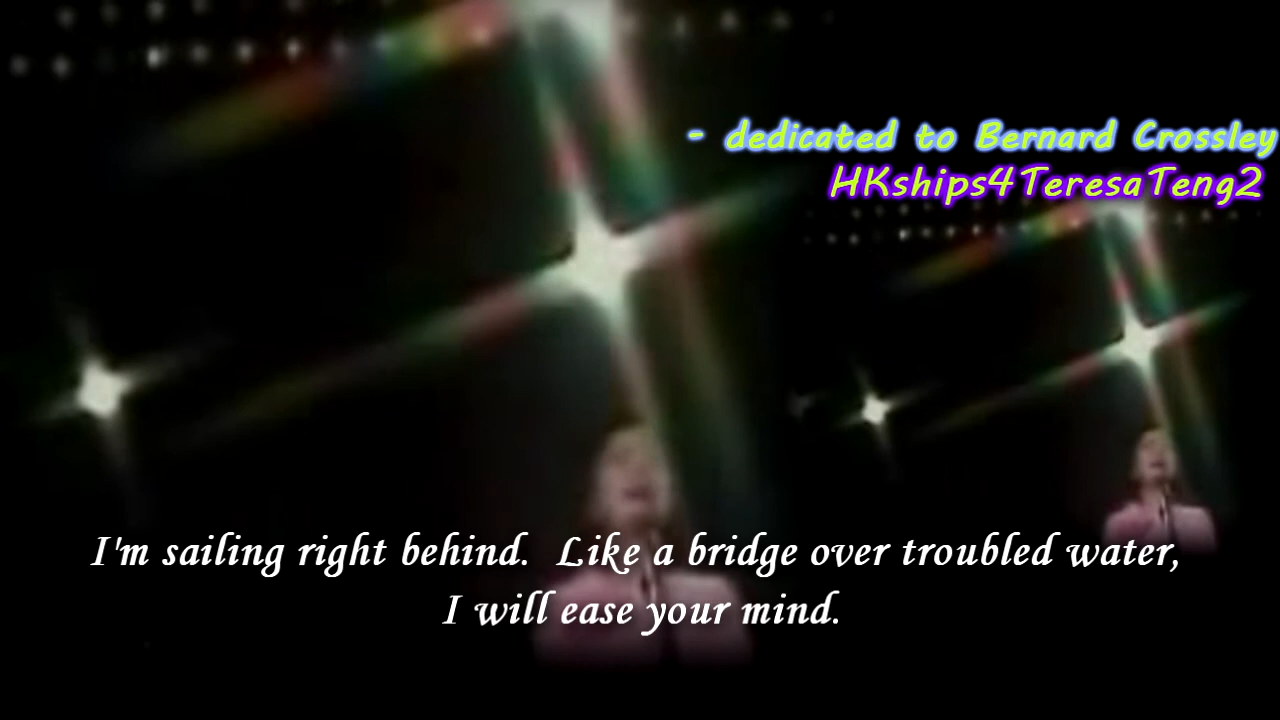 - dedicated to Bernard Crossley
HKships4TeresaTeng2
I'm sailing right behind. Like a bridge over troubled water,
I will ease your mind.